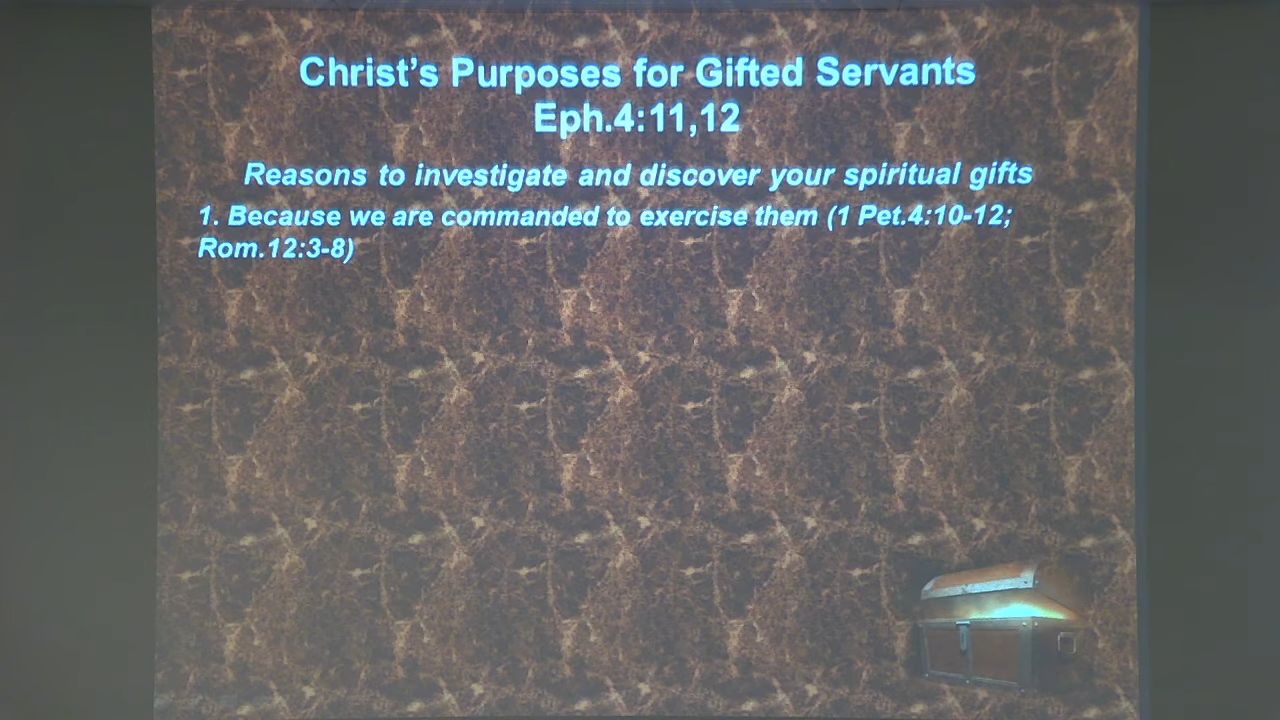 Christ's Purposes for Gifted Servants
Eph.4:11,12
Reasons to investigate and discover your spiritual gifts
1. Because we are commanded to exercise them (1 Pet.4:10-12;
Rom.12:3-8)